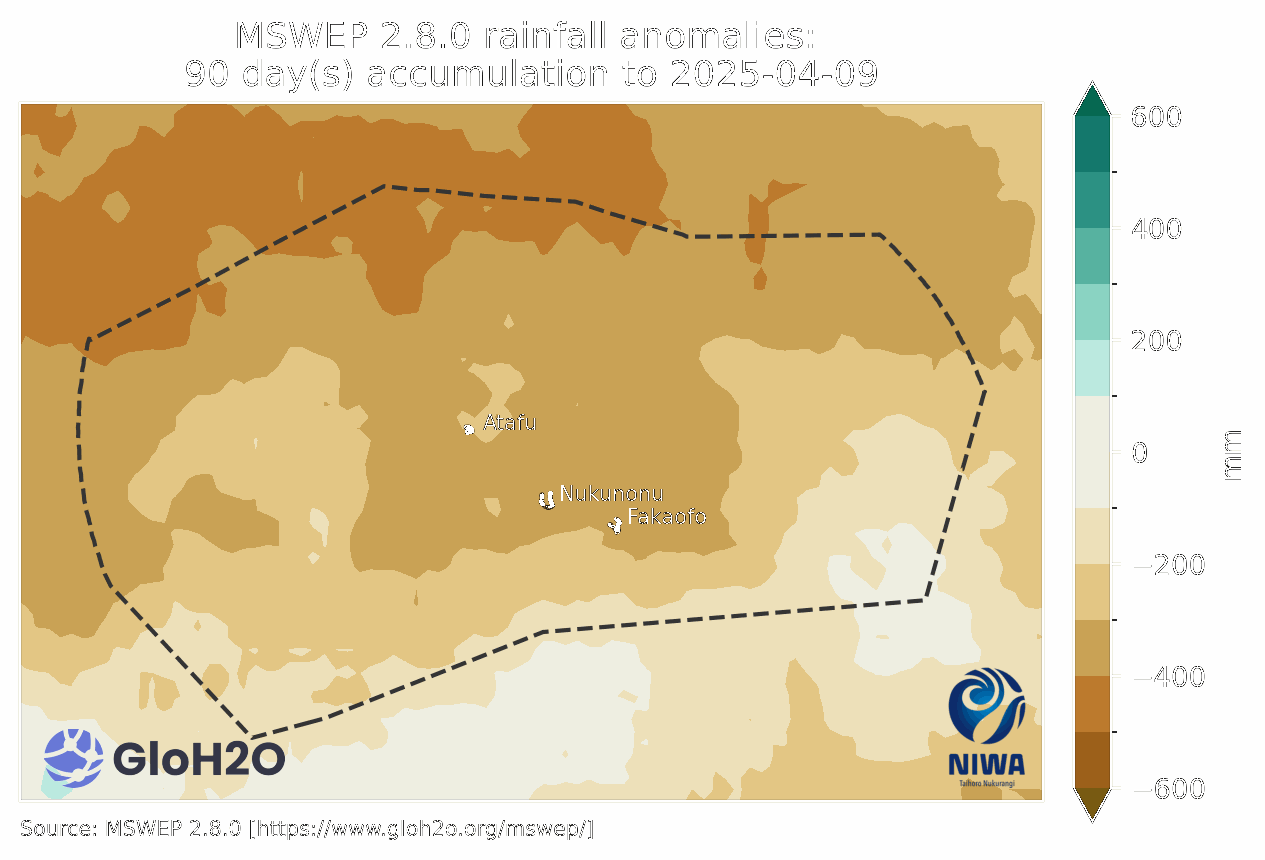 MSWEP 2.8.0 rainfall anomalies:
90 day(s) accumulation to 2025-04-09
600
400
200
0
−200
−400
−600
mm
Atafu
Nukunonu
Fakaofo
GloH2O
NIWA
Taihoro Nukurangi
Source: MSWEP 2.8.0 [https://www.gloh2o.org/mswep/]